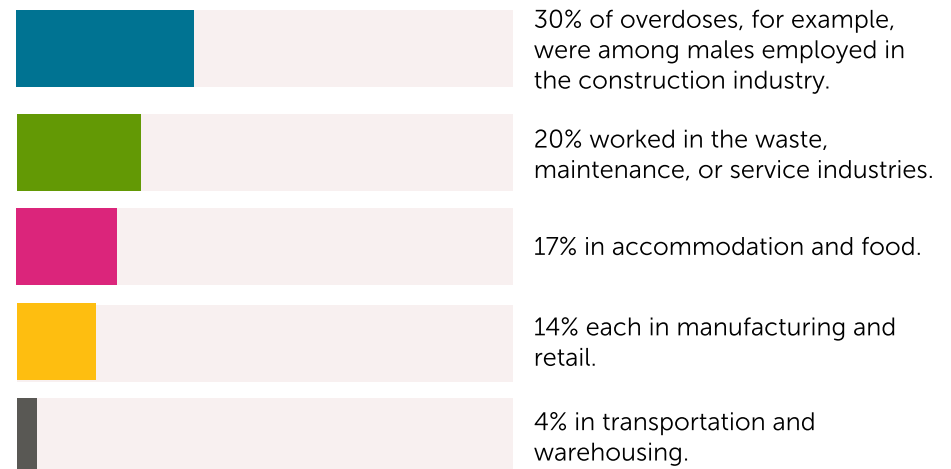 30% of overdoses, for example,
were among males employed in
the construction industry.
20% worked in the waste,
maintenance, or service industries.
17% in accommodation and food.
14% each in manufacturing and
retail.
4% in transportation and
warehousing.